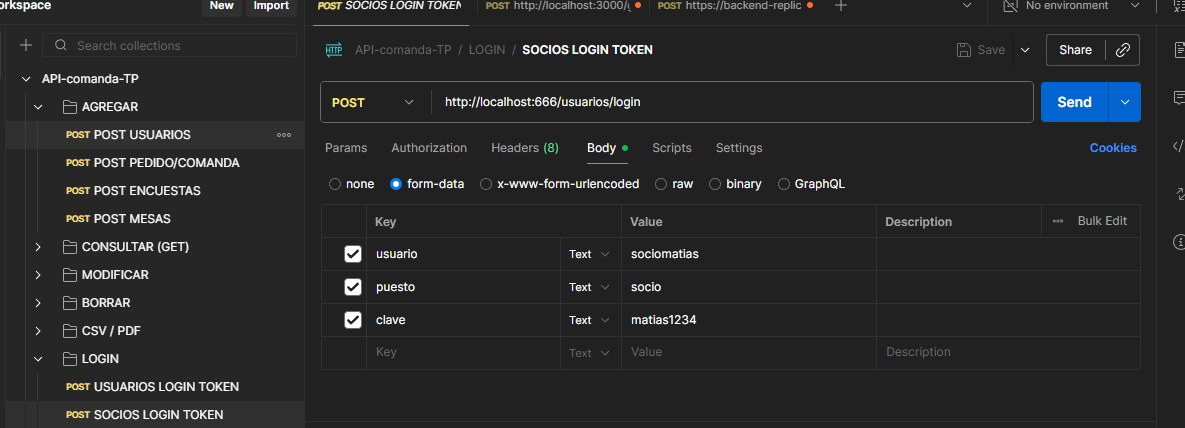 orkspace New Import
Search collections
API-comanda-TP
AGREGAR
POST POST USUARIOS
POST POST PEDIDO/COMANDA
POST POST ENCUESTAS
POST POST MESAS
CONSULTAR (GET)
MODIFICAR
BORRAR
CSV / PDF
LOGIN
POST USUARIOS LOGIN TOKEN
POST SOCIOS LOGIN TOKEN
POST SOCIOS LOGIN TOKEN POST http://localhost:3000/ POST https://backend-replic No environment
HTTP API-comanda-TP / LOGIN / SOCIOS LOGIN TOKEN Save Share
POST http://localhost:666/usuarios/login Send
Params Authorization Headers (8) Body Scripts Settings Cookies
none form-data x-www-form-urlencoded raw binary GraphQL
Key Value Description Bulk Edit
usuario Text sociomatias
puesto Text socio
clave Text matias1234
Key Text Value Description